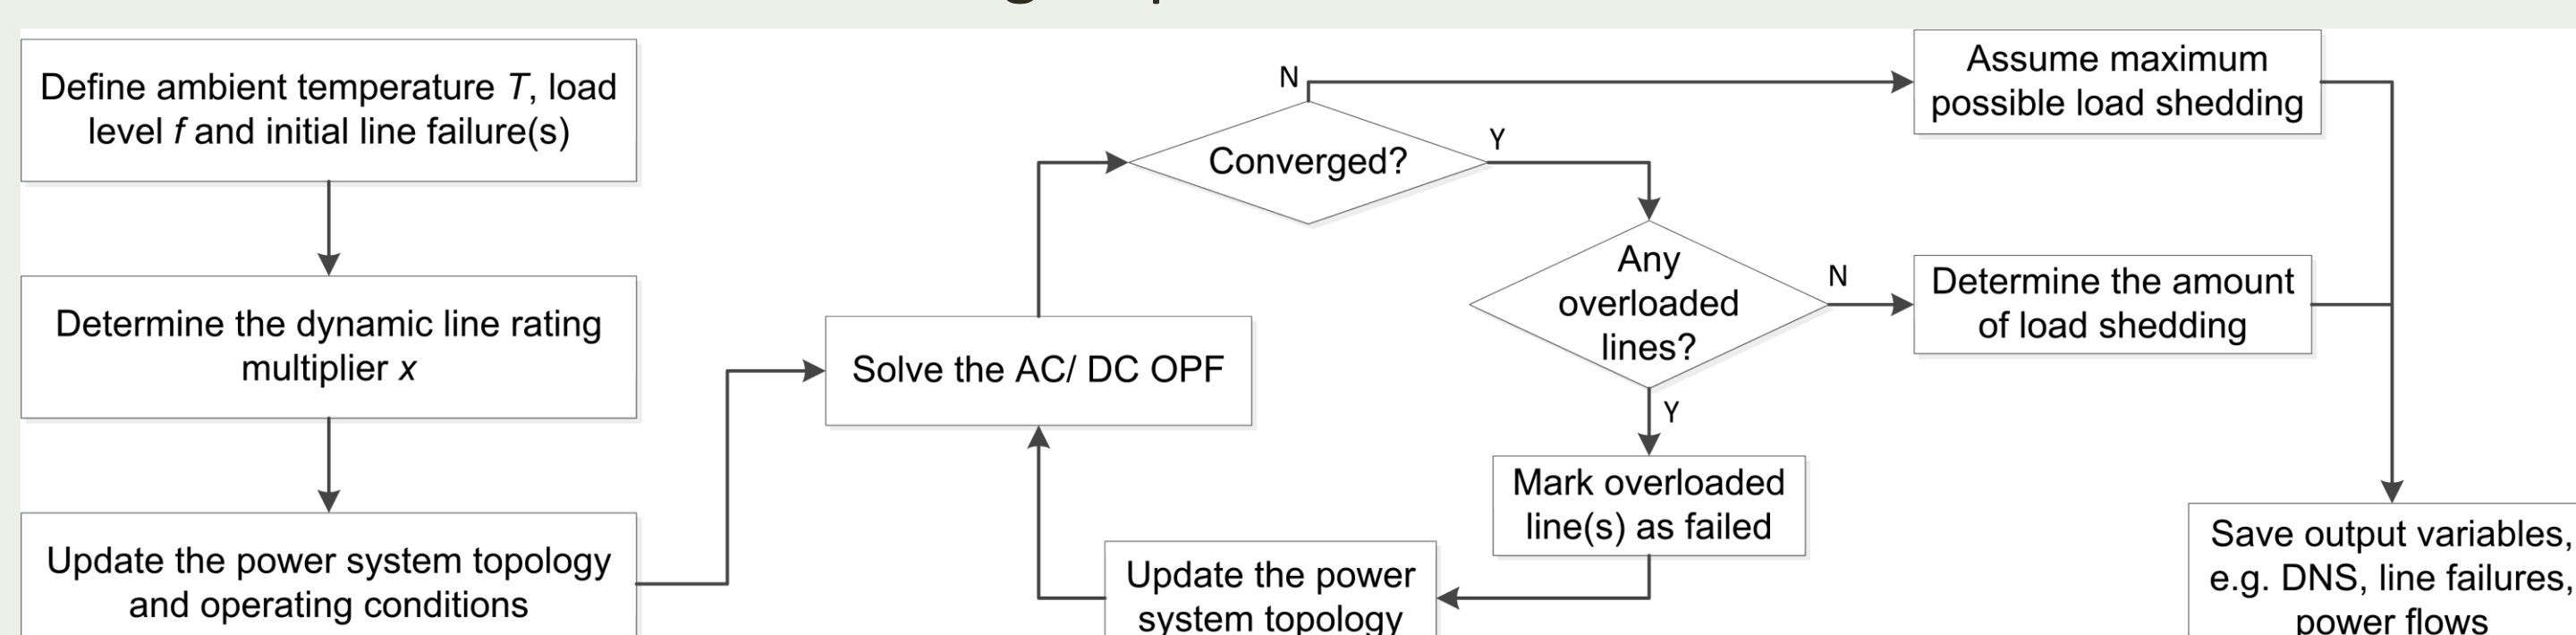 Define ambient temperature T, load
level f and initial line failure(s)
Determine the dynamic line rating
multiplier x
Update the power system topology
and operating conditions
Solve the AC/ DC OPF
Converged?
N
Y
Assume maximum
possible load shedding
Any
overloaded
lines?
N
Y
Determine the amount
of load shedding
Mark overloaded
line(s) as failed
Update the power
system topology
Save output variables,
e.g. DNS, line failures,
power flows